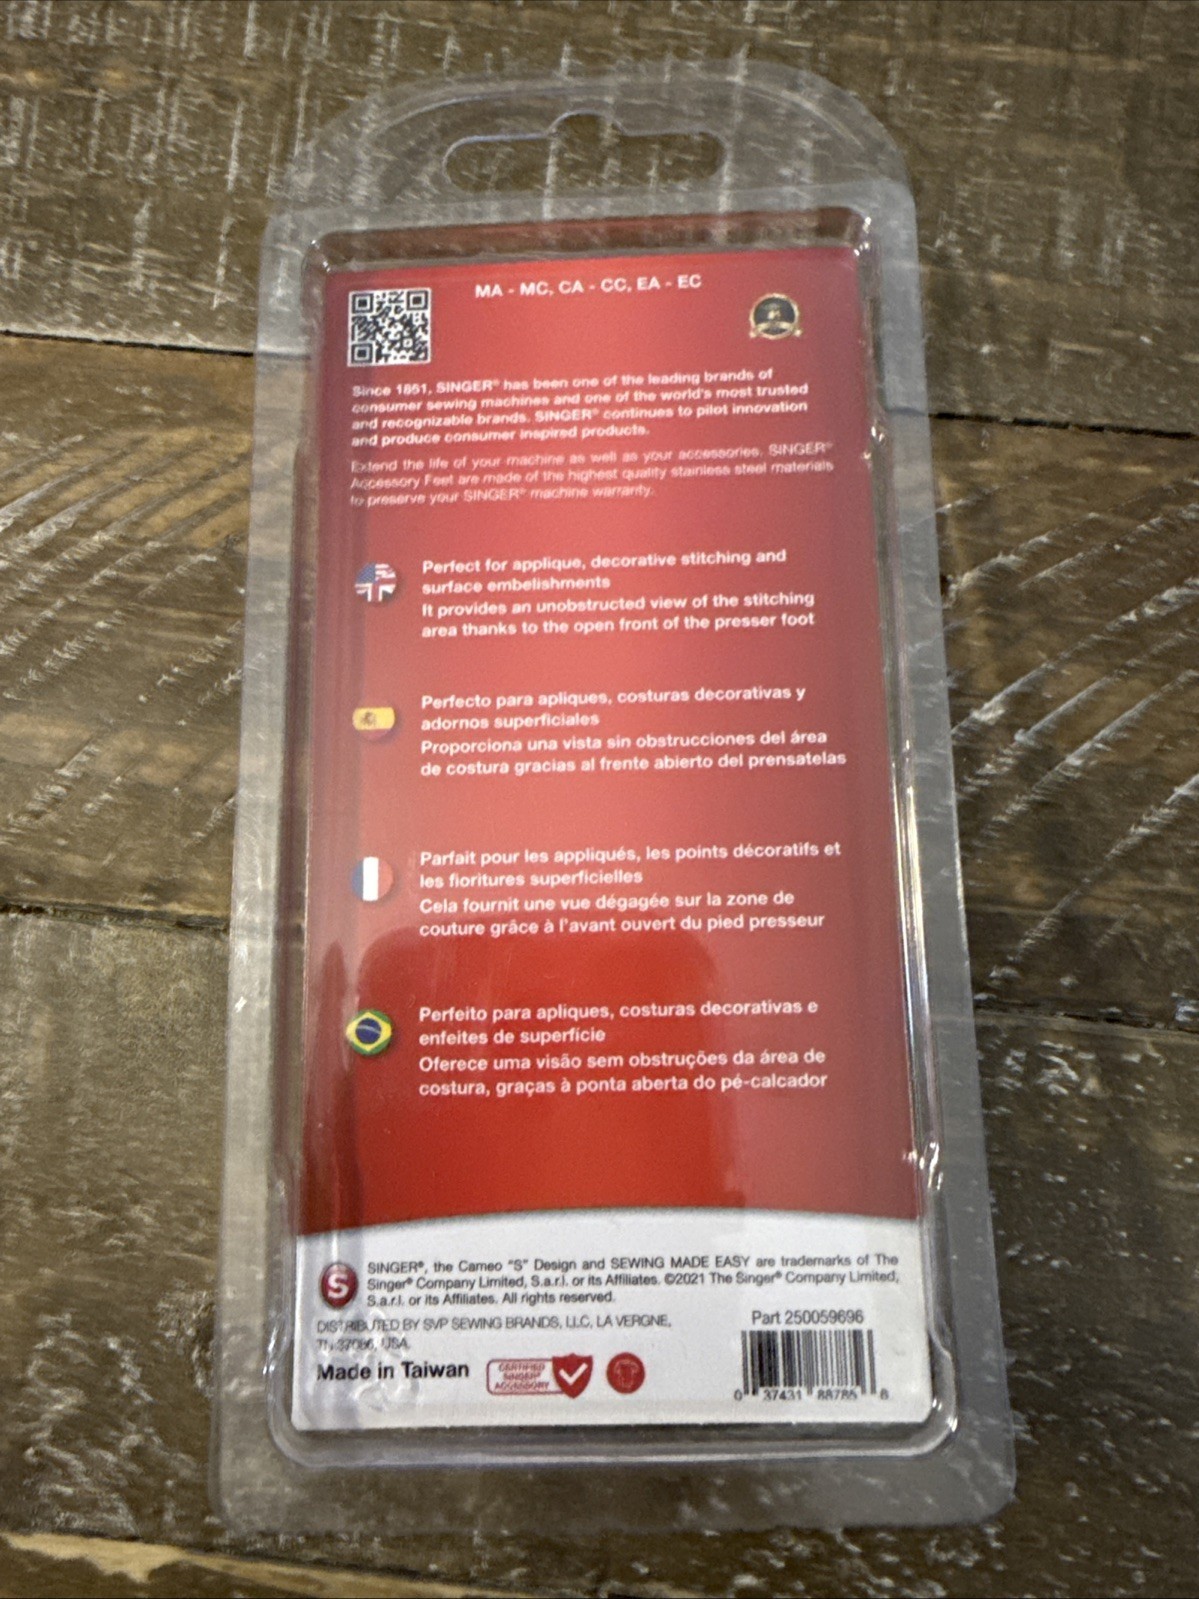 MA - MC, CA - CC, EA - EC
Since 1851, SINGER® has been one of the leading brands of
consumer sewing machines and one of the world's most trusted
and recognizable brands. SINGER® continues to pilot innovation
and produce consumer inspired products.
Extend the life of your machine as well as your accessories. SINGER®
Accessory Feet are made of the highest quality stainless steel materials
to preserve your SINGER® machine warranty.
Perfect for applique, decorative stitching and
surface embelishments
It provides an unobstructed view of the stitching
area thanks to the open front of the presser foot
Perfecto para apliques, costuras decorativas y
adornos superficiales
Proporciona una vista sin obstrucciones del área
de costura gracias al frente abierto del prensatelas
Parfait pour les appliqués, les points décoratifs et
les fioritures superficielles
Cela fournit une vue dégagée sur la zone de
couture grâce à l'avant ouvert du pied presseur
Perfeito para apliques, costuras decorativas e
enfeites de superfície
Oferece uma visão sem obstruções da área de
costura, graças à ponta aberta do pé-calcador
S
SINGER®, the Cameo "S" Design and SEWING MADE EASY are trademarks of The
Singer® Company Limited, S.a.r.l. or its Affiliates. ©2021 The Singer® Company Limited,
S.a.r.l. or its Affiliates. All rights reserved.
DISTRIBUTED BY SVP SEWING BRANDS, LLC, LA VERGNE,
TN 37086, USA
Made in Taiwan
CERTIFIED
SINGER®
ACCESSORY
Part 250059696
0 37431 88785 8